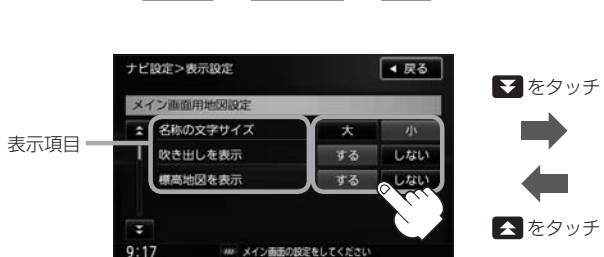 ナビ設定>表示設定
戻る
メイン画面用地図設定
名称の文字サイズ 大 小
吹き出しを表示 する しない
標高地図を表示 する しない
9:17 メイン画面の設定をしてください
表示項目
をタッチ
をタッチ